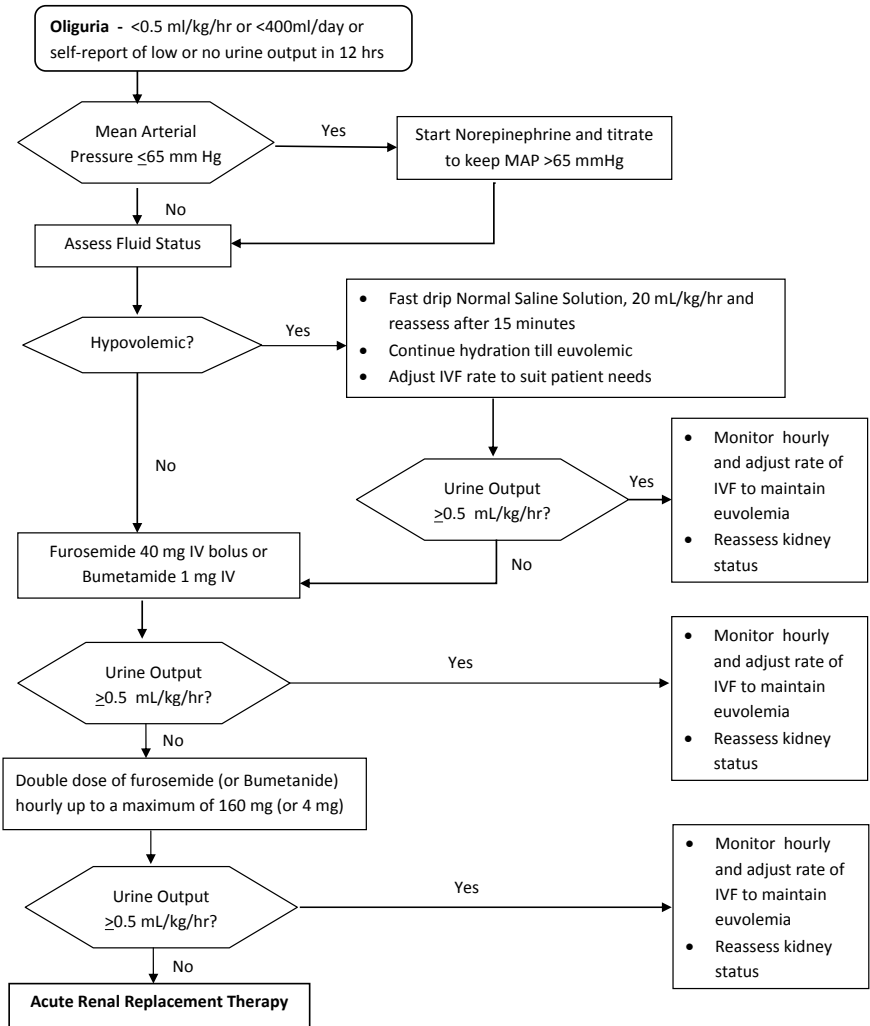 Oliguria - <0.5 ml/kg/hr or <400ml/day or
self-report of low or no urine output in 12 hrs
Mean Arterial
Pressure ≤65 mm Hg
Yes
Start Norepinephrine and titrate
to keep MAP >65 mmHg
No
Assess Fluid Status
Hypovolemic?
Yes
• Fast drip Normal Saline Solution, 20 mL/kg/hr and
reassess after 15 minutes
• Continue hydration till euvolemic
• Adjust IVF rate to suit patient needs
No
Urine Output
≥0.5 mL/kg/hr?
Yes
• Monitor hourly
and adjust rate of
IVF to maintain
euvolemia
• Reassess kidney
status
No
Furosemide 40 mg IV bolus or
Bumetamide 1 mg IV
Urine Output
≥0.5 mL/kg/hr?
Yes
• Monitor hourly
and adjust rate of
IVF to maintain
euvolemia
• Reassess kidney
status
No
Double dose of furosemide (or Bumetanide)
hourly up to a maximum of 160 mg (or 4 mg)
Urine Output
≥0.5 mL/kg/hr?
Yes
• Monitor hourly
and adjust rate of
IVF to maintain
euvolemia
• Reassess kidney
status
No
Acute Renal Replacement Therapy